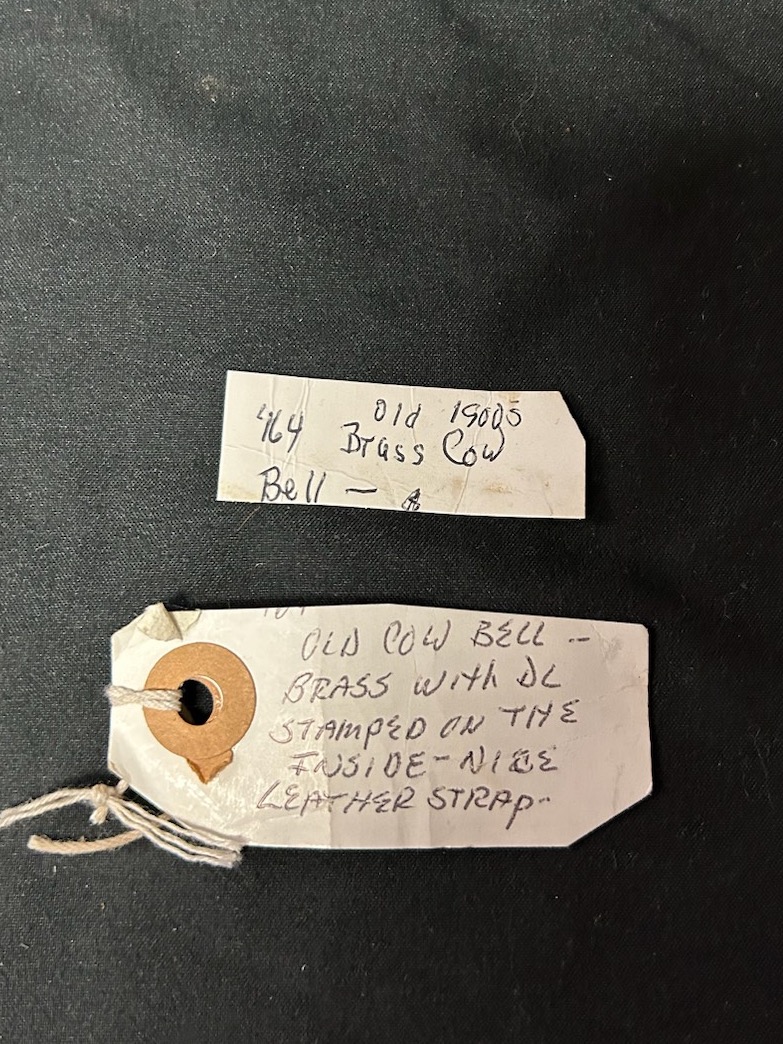 Old 1900s
464 Brass Cow
Bell –
OLD COW BELL –
BRASS WITH DL
STAMPED ON THE
INSIDE – NICE
LEATHER STRAP-